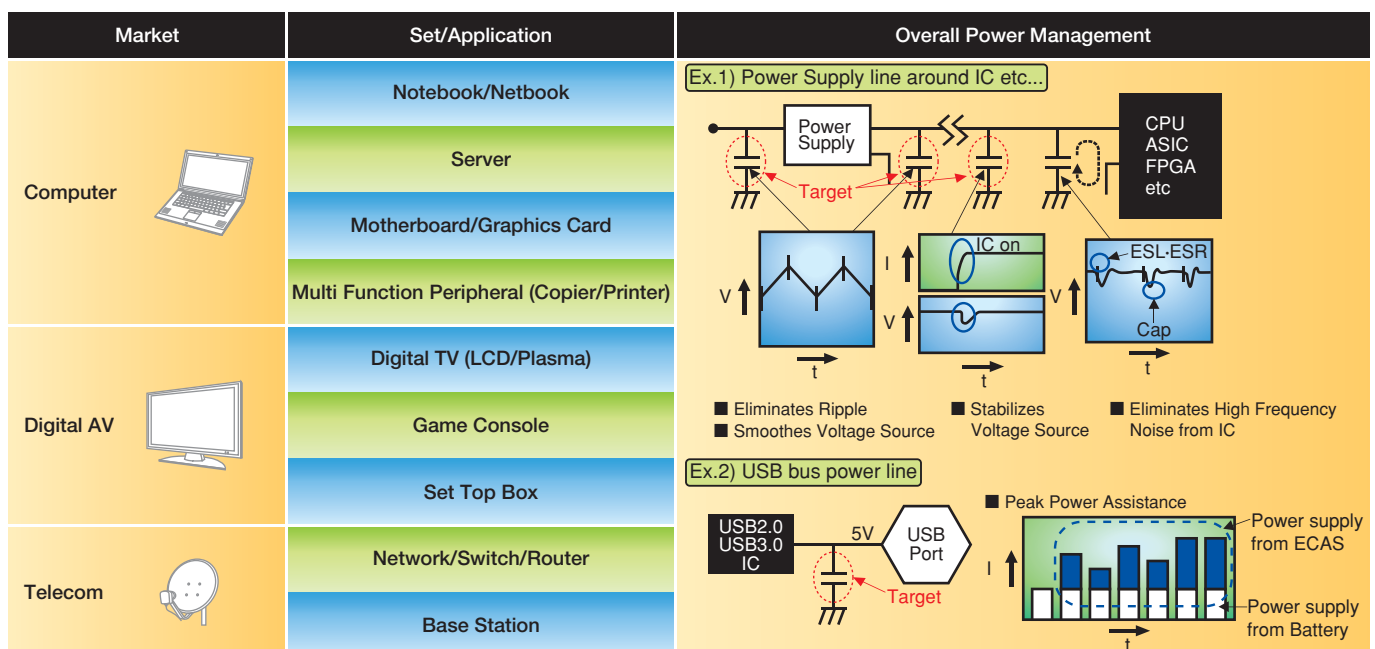 Market
Set/Application
Overall Power Management
Computer
Notebook/Netbook
Server
Motherboard/Graphics Card
Multi Function Peripheral (Copier/Printer)
Digital AV
Digital TV (LCD/Plasma)
Game Console
Set Top Box
Telecom
Network/Switch/Router
Base Station
Ex.1) Power Supply line around IC etc...
Power
Supply
CPU
ASIC
FPGA
etc
Target
V
t
I
IC on
V
t
V
ESL·ESR
Cap
t
■ Eliminates Ripple
■ Smoothes Voltage Source
■ Stabilizes
Voltage Source
■ Eliminates High Frequency
Noise from IC
Ex.2) USB bus power line
USB2.0
USB3.0
IC
5V
USB
Port
Target
■ Peak Power Assistance
I
t
Power supply
from ECAS
Power supply
from Battery